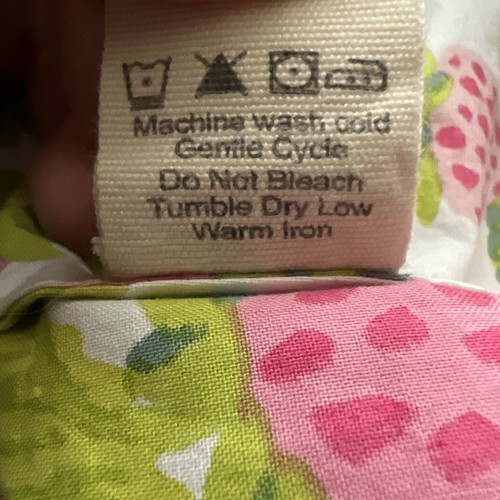 Machine wash cold
Gentle Cycle
Do Not Bleach
Tumble Dry Low
Warm Iron